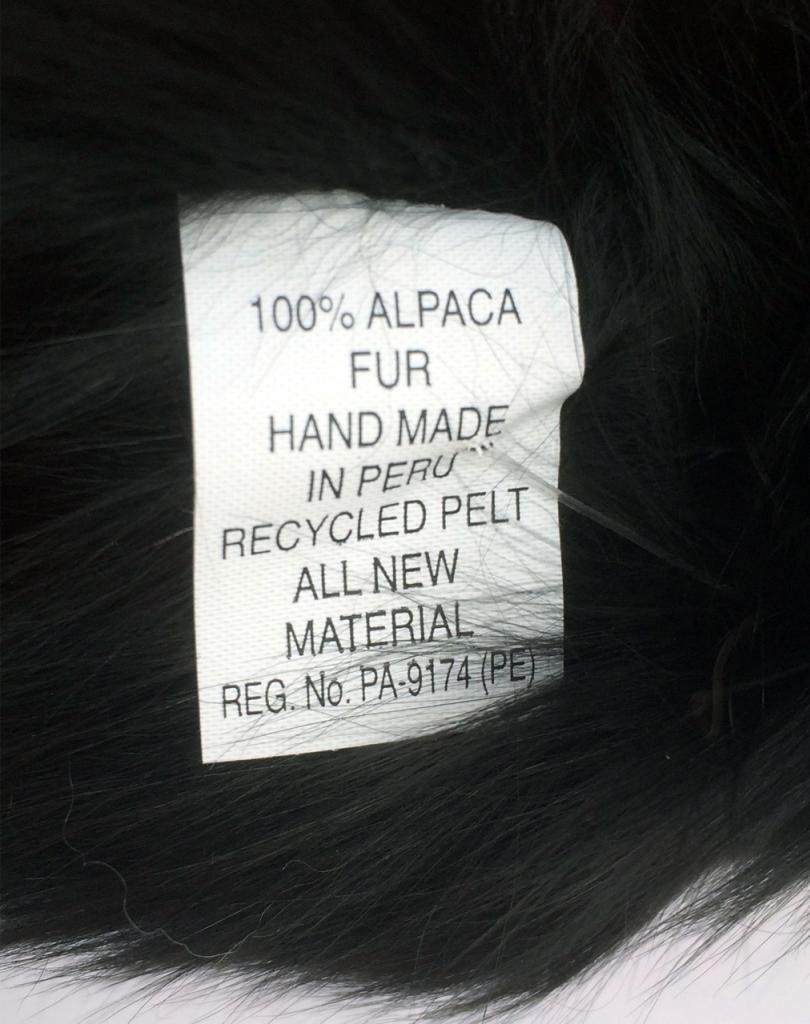 100% ALPACA
FUR
HAND MADE
IN PERU
RECYCLED PELT
ALL NEW
MATERIAL
REG. No. PA-9174 (PE)